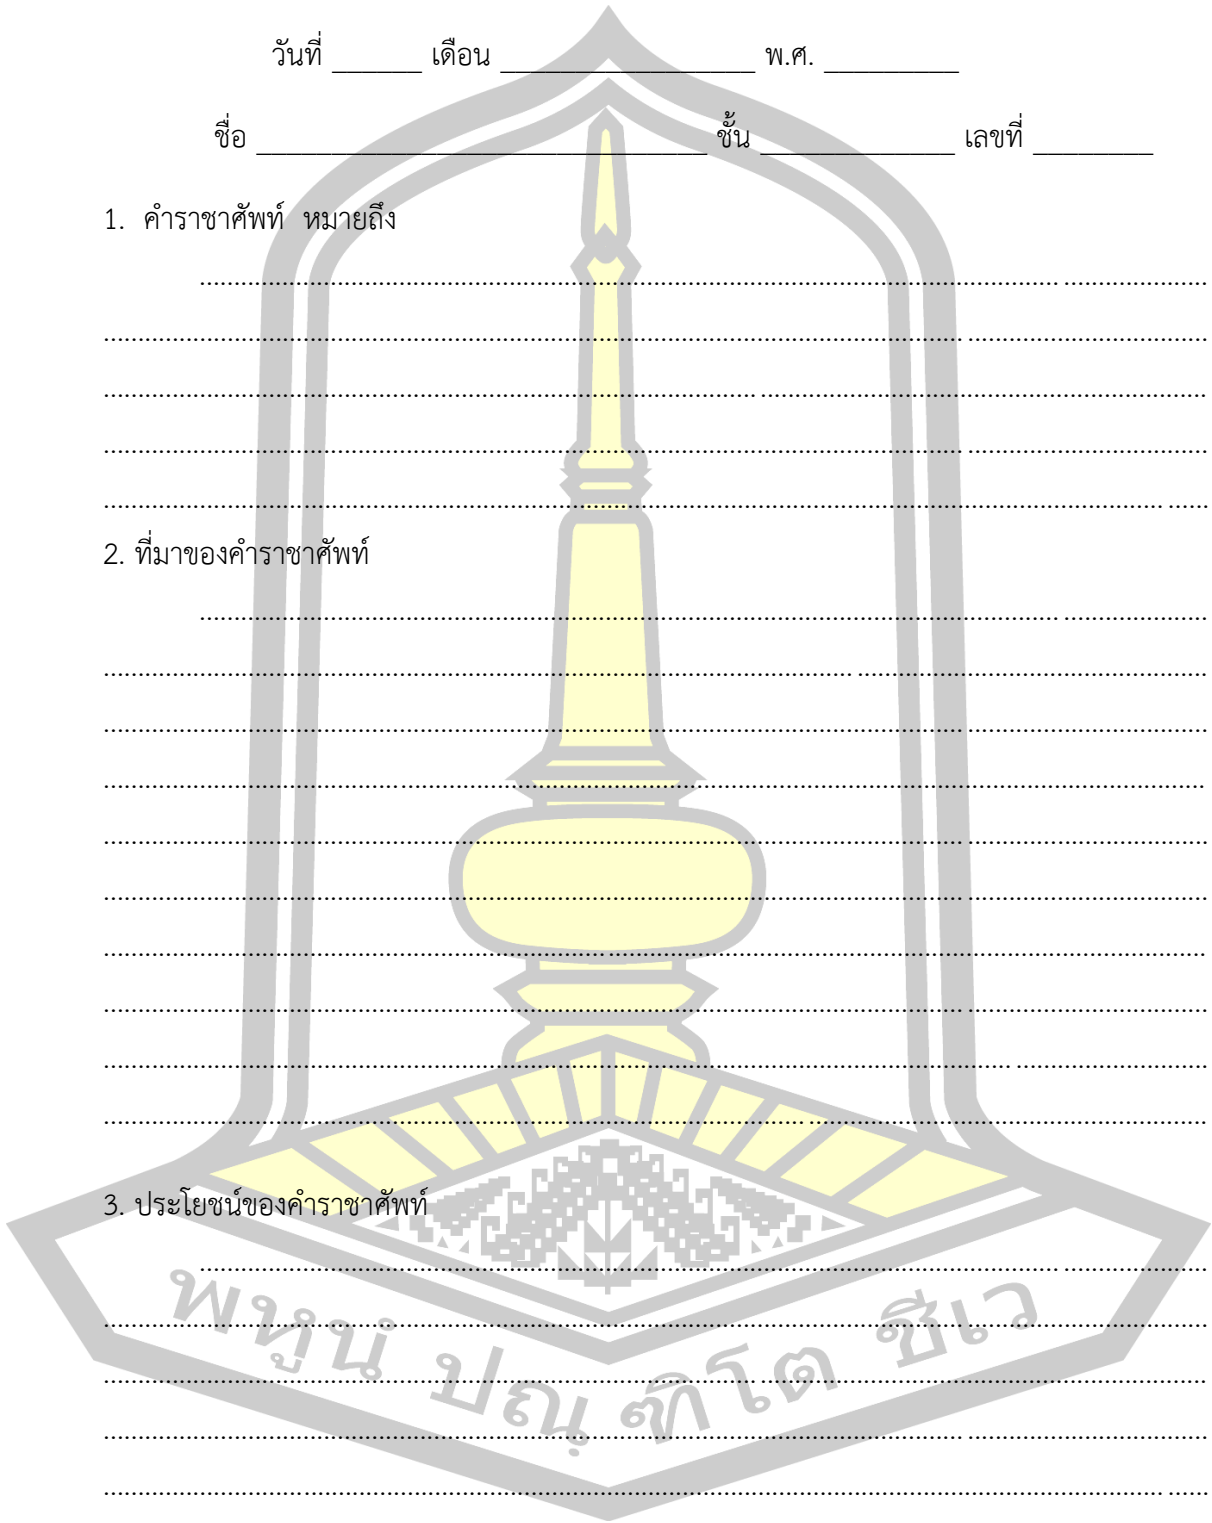 วันที่ ______ เดือน _________________ พ.ศ. _________
ชื่อ ______________________________ ชั้น _____________ เลขที่ ________
1. คำราชาศัพท์ หมายถึง
2. ที่มาของคำราชาศัพท์
3. ประโยชน์ของคำราชาศัพท์
พหูนํ ปณฺฑิโต ชีเว